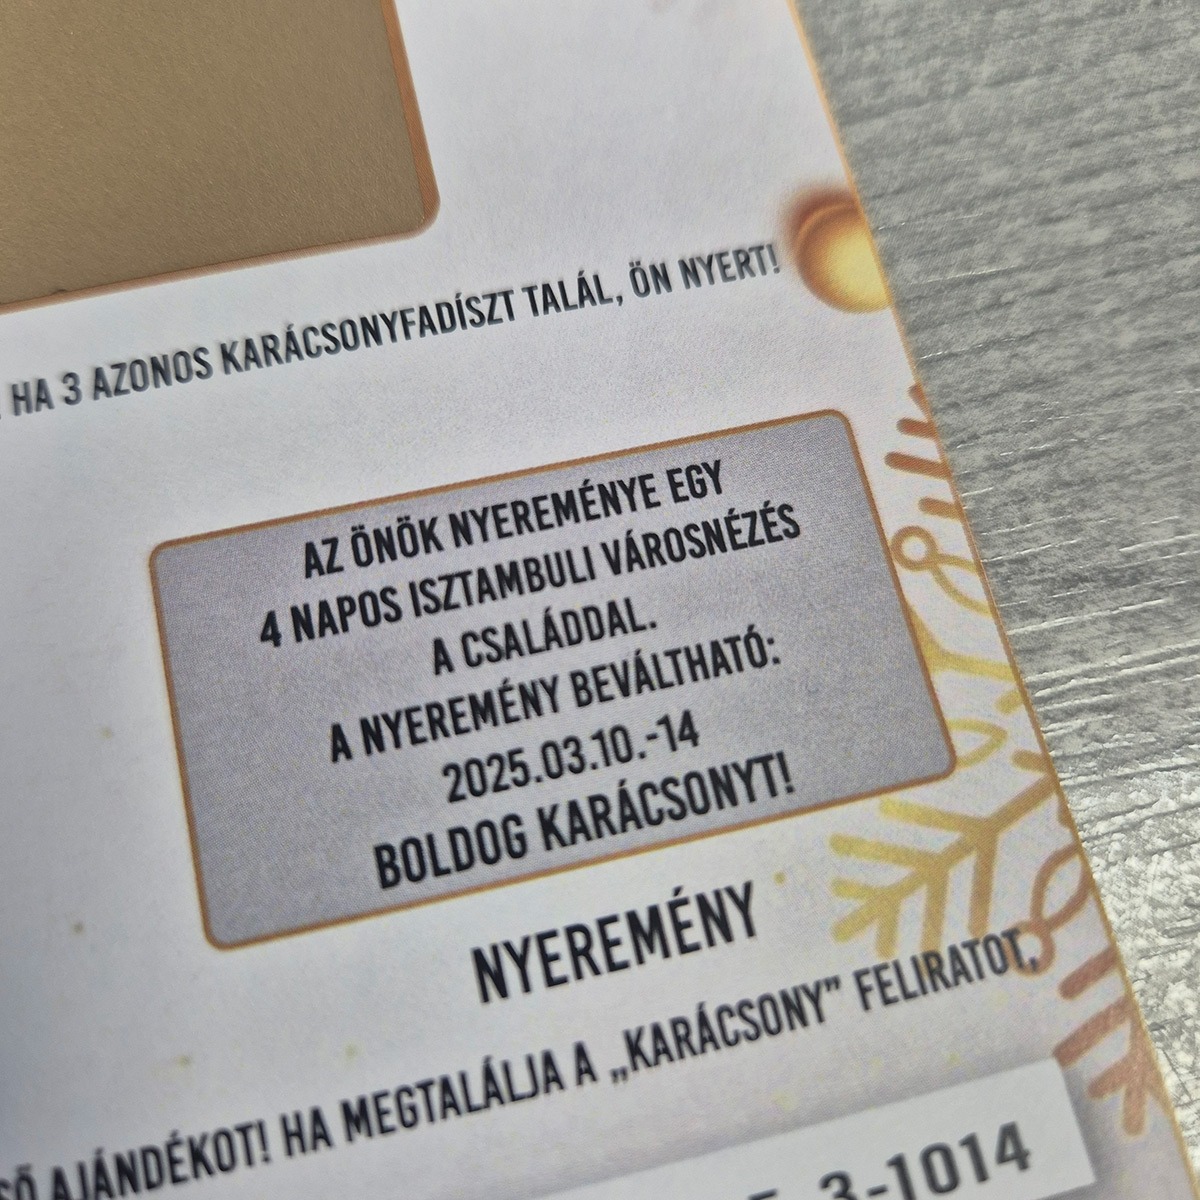 HA 3 AZONOS KARÁCSONYFADÍSZT TALÁL, ÖN NYERT!
AZ ÖNÖK NYEREMÉNYE EGY
4 NAPOS ISZTAMBULI VÁROSNÉZÉS
A CSALÁDDAL.
A NYEREMÉNY BEVÁLTHATÓ:
2025.03.10.-14
BOLDOG KARÁCSONYT!
NYEREMÉNY
AJÁNDÉKOT! HA MEGTALÁLJA A „KARÁCSONY” FELIRATOT,
3-1014